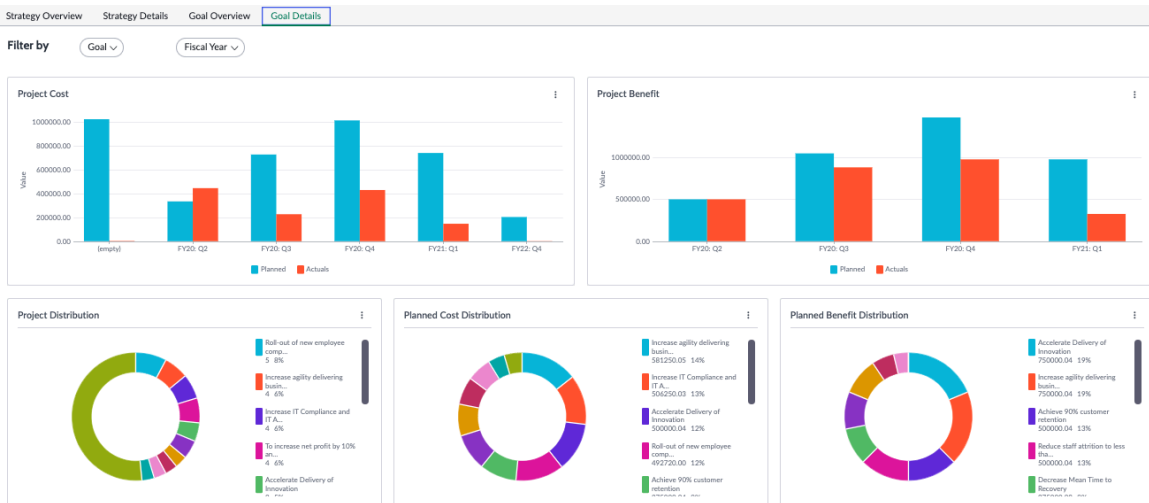 Strategy Overview Strategy Details Goal Overview Goal Details
Filter by Goal Fiscal Year
Project Cost
1000000.00
800000.00
600000.00
400000.00
200000.00
0.00
Value
(empty) FY20: Q2 FY20: Q3 FY20: Q4 FY21: Q1 FY22: Q4
Planned Actuals
Project Benefit
1000000.00
500000.00
0.00
Value
FY20: Q2 FY20: Q3 FY20: Q4 FY21: Q1
Planned Actuals
Project Distribution
Roll-out of new employee
comp...
5 8%
Increase agility delivering
busin...
4 6%
Increase IT Compliance and
IT A...
4 6%
To increase net profit by 10%
an...
4 6%
Accelerate Delivery of
Innovation
Planned Cost Distribution
Increase agility delivering
busin...
581250.05 14%
Increase IT Compliance and
IT A...
506250.03 13%
Accelerate Delivery of
Innovation
500000.04 12%
Roll-out of new employee
comp...
492720.00 12%
Achieve 90% customer
retention
Planned Benefit Distribution
Accelerate Delivery of
Innovation
750000.04 19%
Increase agility delivering
busin...
750000.04 19%
Achieve 90% customer
retention
500000.04 13%
Reduce staff attrition to less
tha...
500000.04 13%
Decrease Mean Time to
Recovery